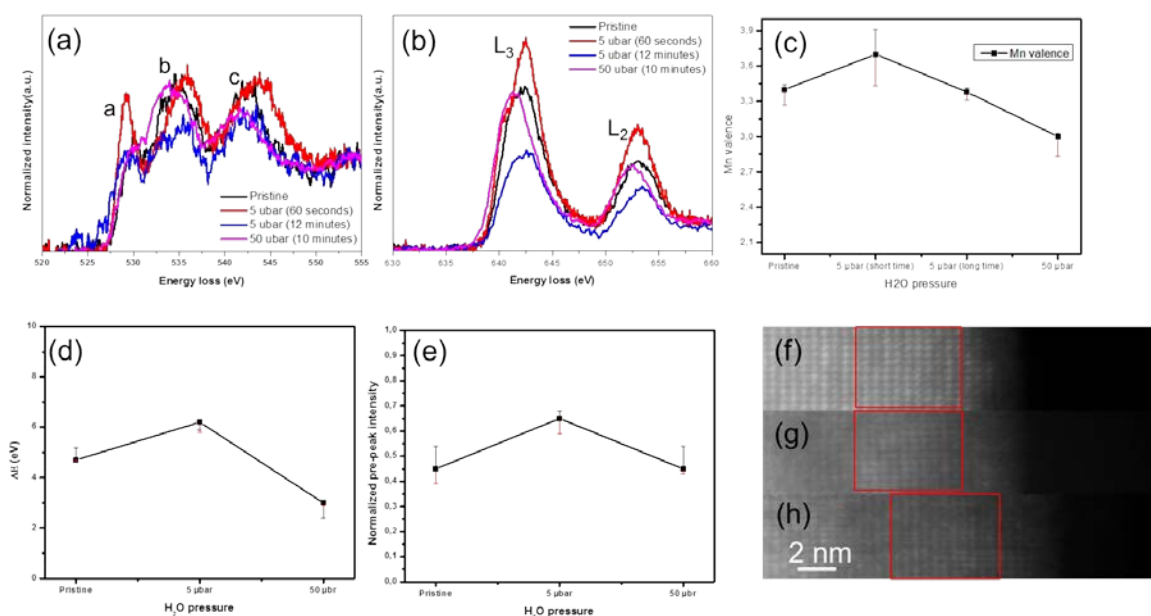 (a)
a
b
c
Pristine
5 ubar (60 seconds)
5 ubar (12 minutes)
50 ubar (10 minutes)
Normalized intensity(a.u.)
520 525 530 535 540 545 550 555
Energy loss (eV)
(b)
L3
L2
Pristine
5 ubar (60 seconds)
5 ubar (12 minutes)
50 ubar (10 minutes)
Normalized intensity(a.u.)
630 635 640 645 650 655 660
Energy loss (eV)
(c)
Mn valence
Mn valence
3.9
3.6
3.3
3.0
2.7
2.4
2.1
Pristine 5 µbar (short time) 5 µbar (long time) 50 µbar
H2O pressure
(d)
ΔE (eV)
10
8
6
4
2
0
Pristine 5 µbar 50 µbr
H2O pressure
(e)
Normalized pre-peak intensity
1,0
0,9
0,8
0,7
0,6
0,5
0,4
0,3
0,2
0,1
0,0
Pristine 5 µbar 50 µbr
H2O pressure
(f)
(g)
(h)
2 nm